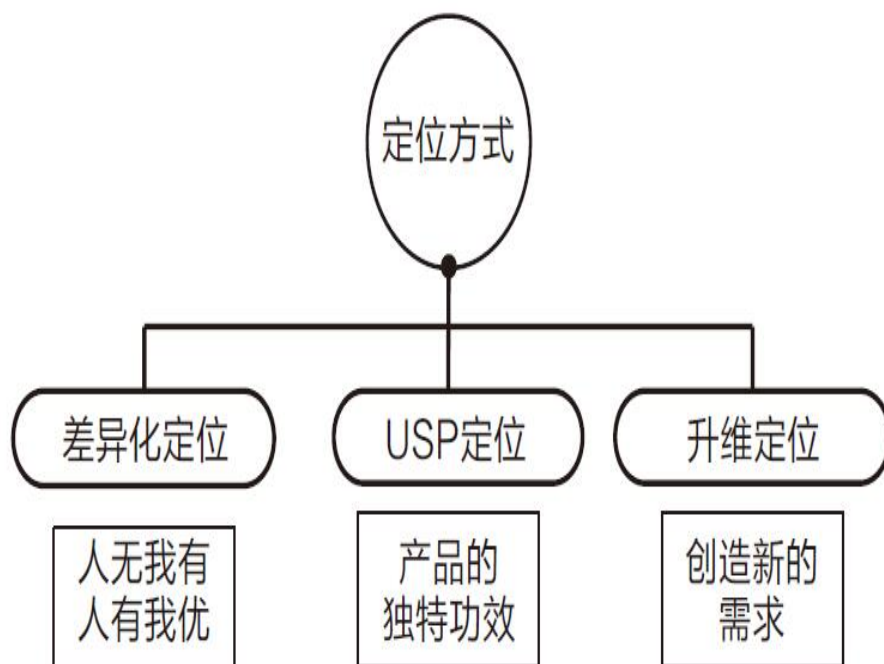 定位方式
差异化定位
USP定位
升维定位
人无我有
人有我优
产品的
独特功效
创造新的
需求